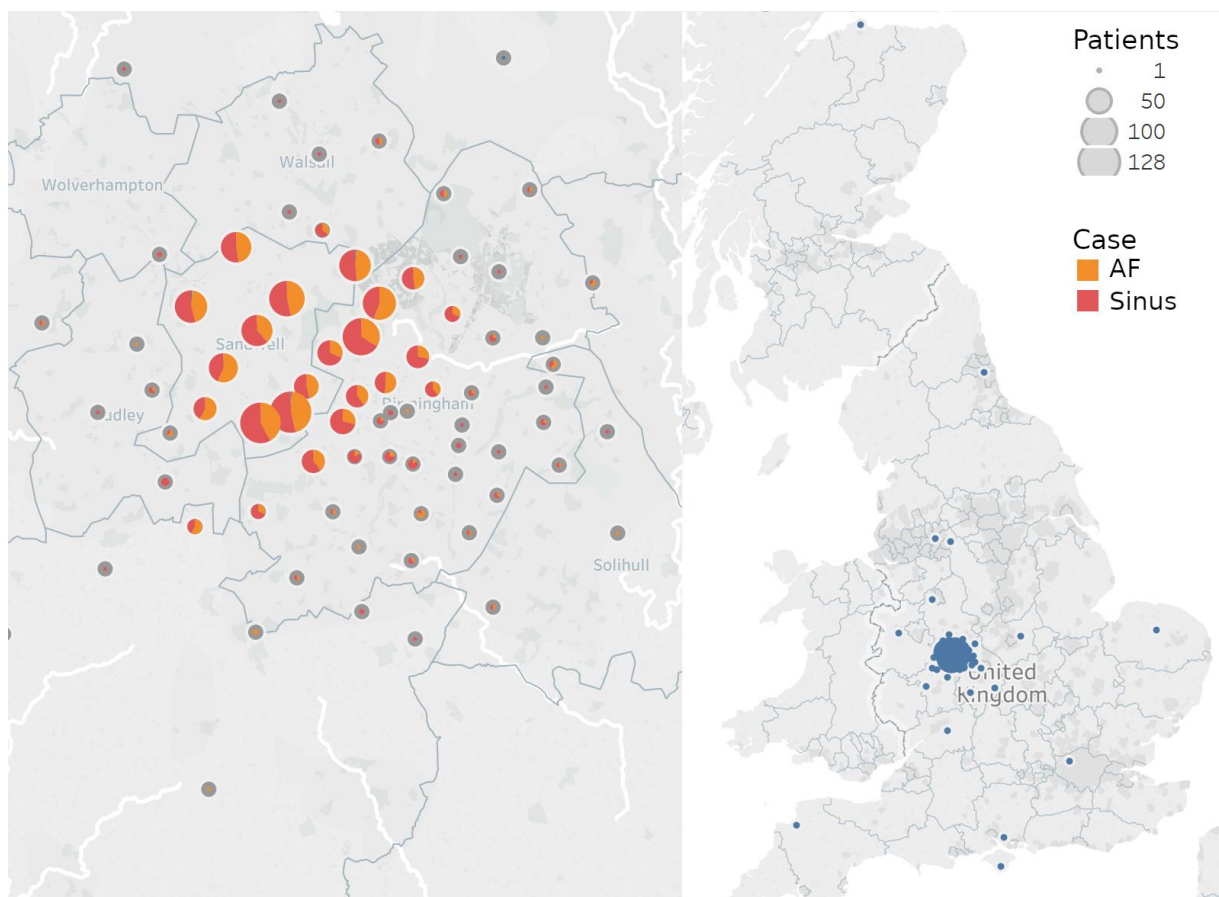 Patients
1
50
100
128
Case
AF
Sinus
Walsall
Wolverhampton
Sandwell
Birmingham
Dudley
Solihull
United
Kingdom